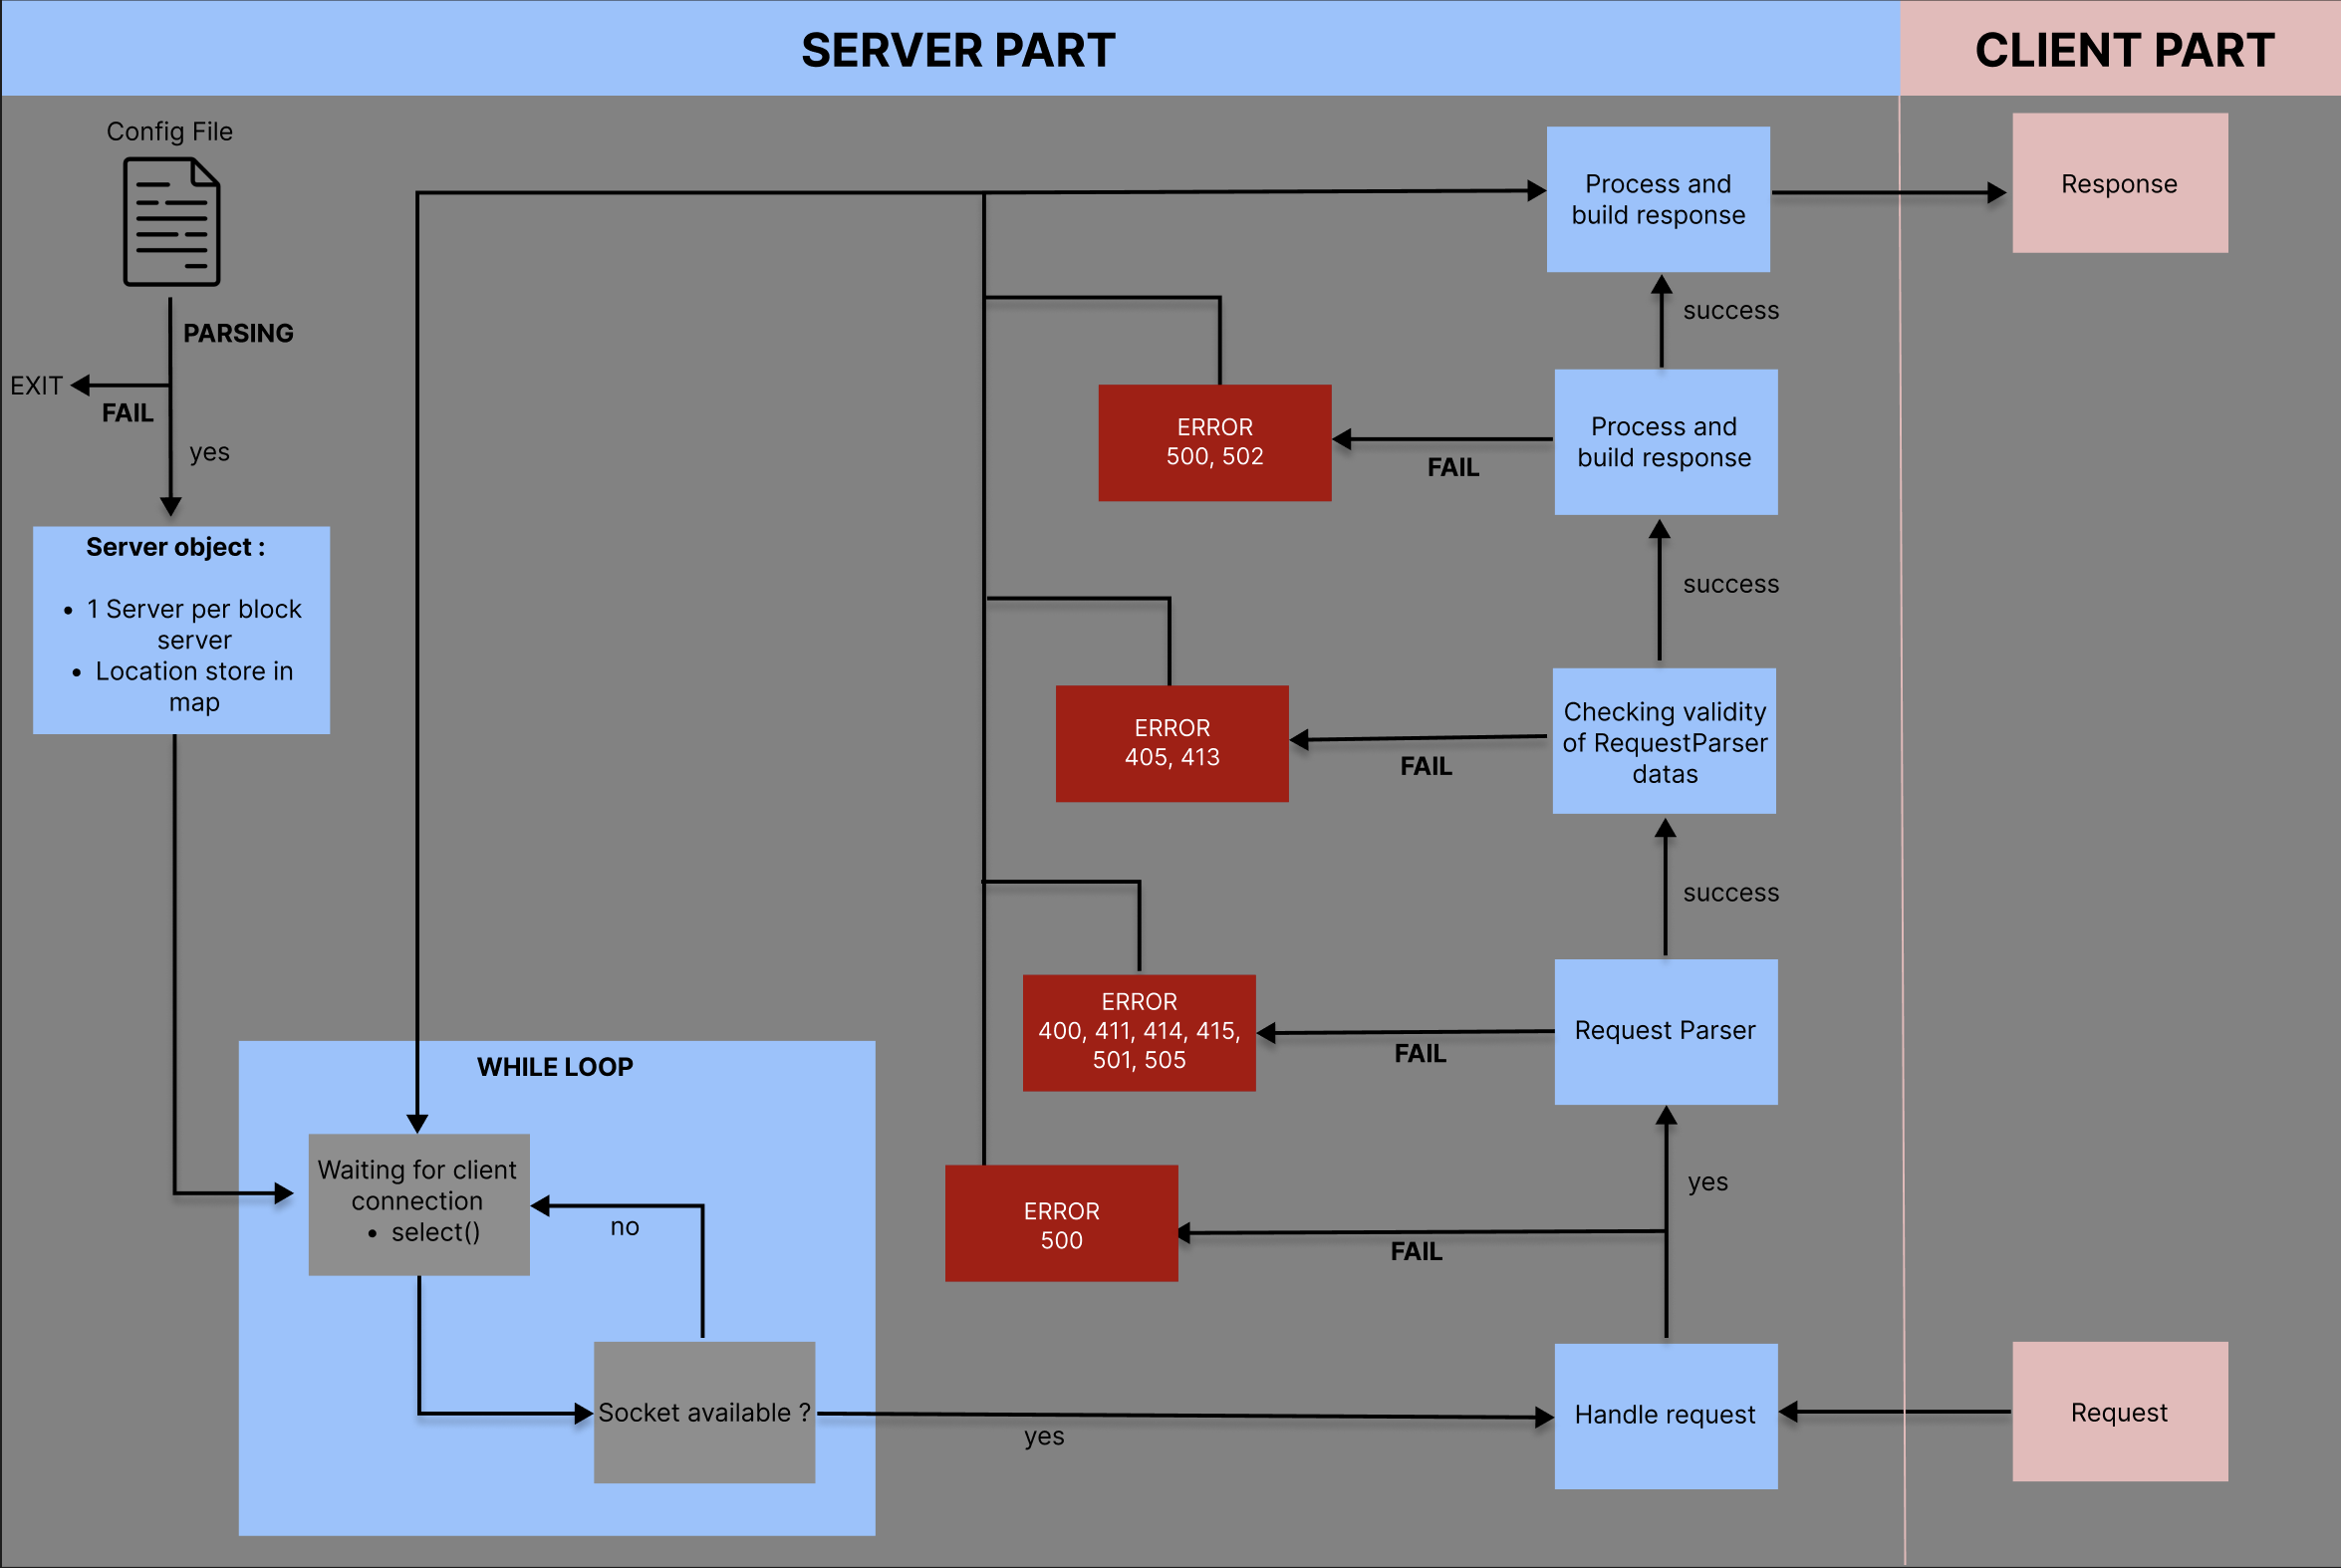 SERVER PART
CLIENT PART
Config File
PARSING
EXIT
FAIL
yes
Server object :
• 1 Server per block
server
• Location store in
map
WHILE LOOP
Waiting for client
connection
• select()
no
Socket available ?
yes
Process and
build response
Response
success
ERROR
500, 502
FAIL
Process and
build response
success
ERROR
405, 413
FAIL
Checking validity
of RequestParser
datas
success
ERROR
400, 411, 414, 415,
501, 505
FAIL
Request Parser
yes
ERROR
500
FAIL
Handle request
Request